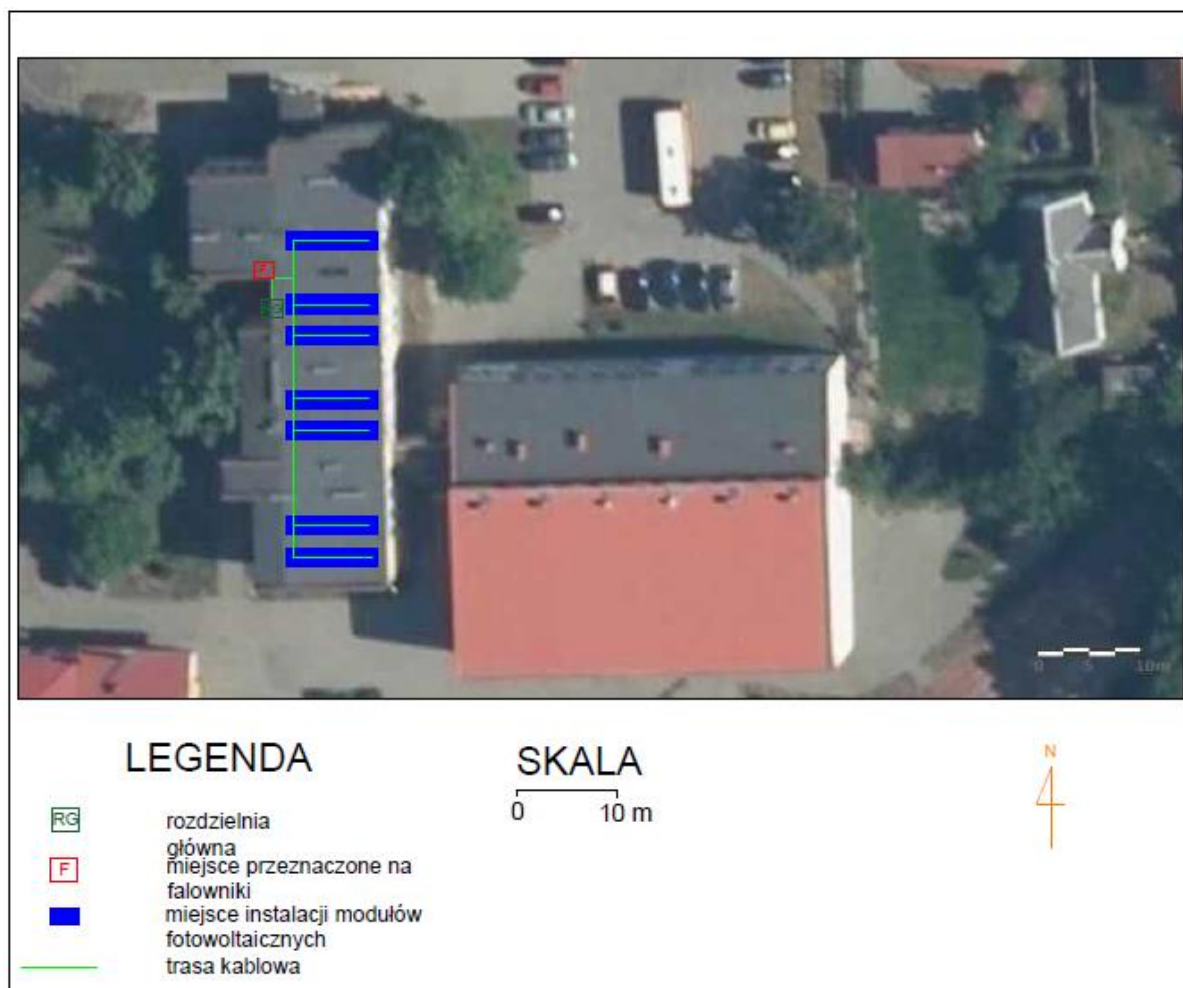 F
RG
0 5 10m
LEGENDA
SKALA
0 10 m
N
RG
rozdzielnia
główna
F
miejsce przeznaczone na
falowniki
miejsce instalacji modułów
fotowoltaicznych
trasa kablowa